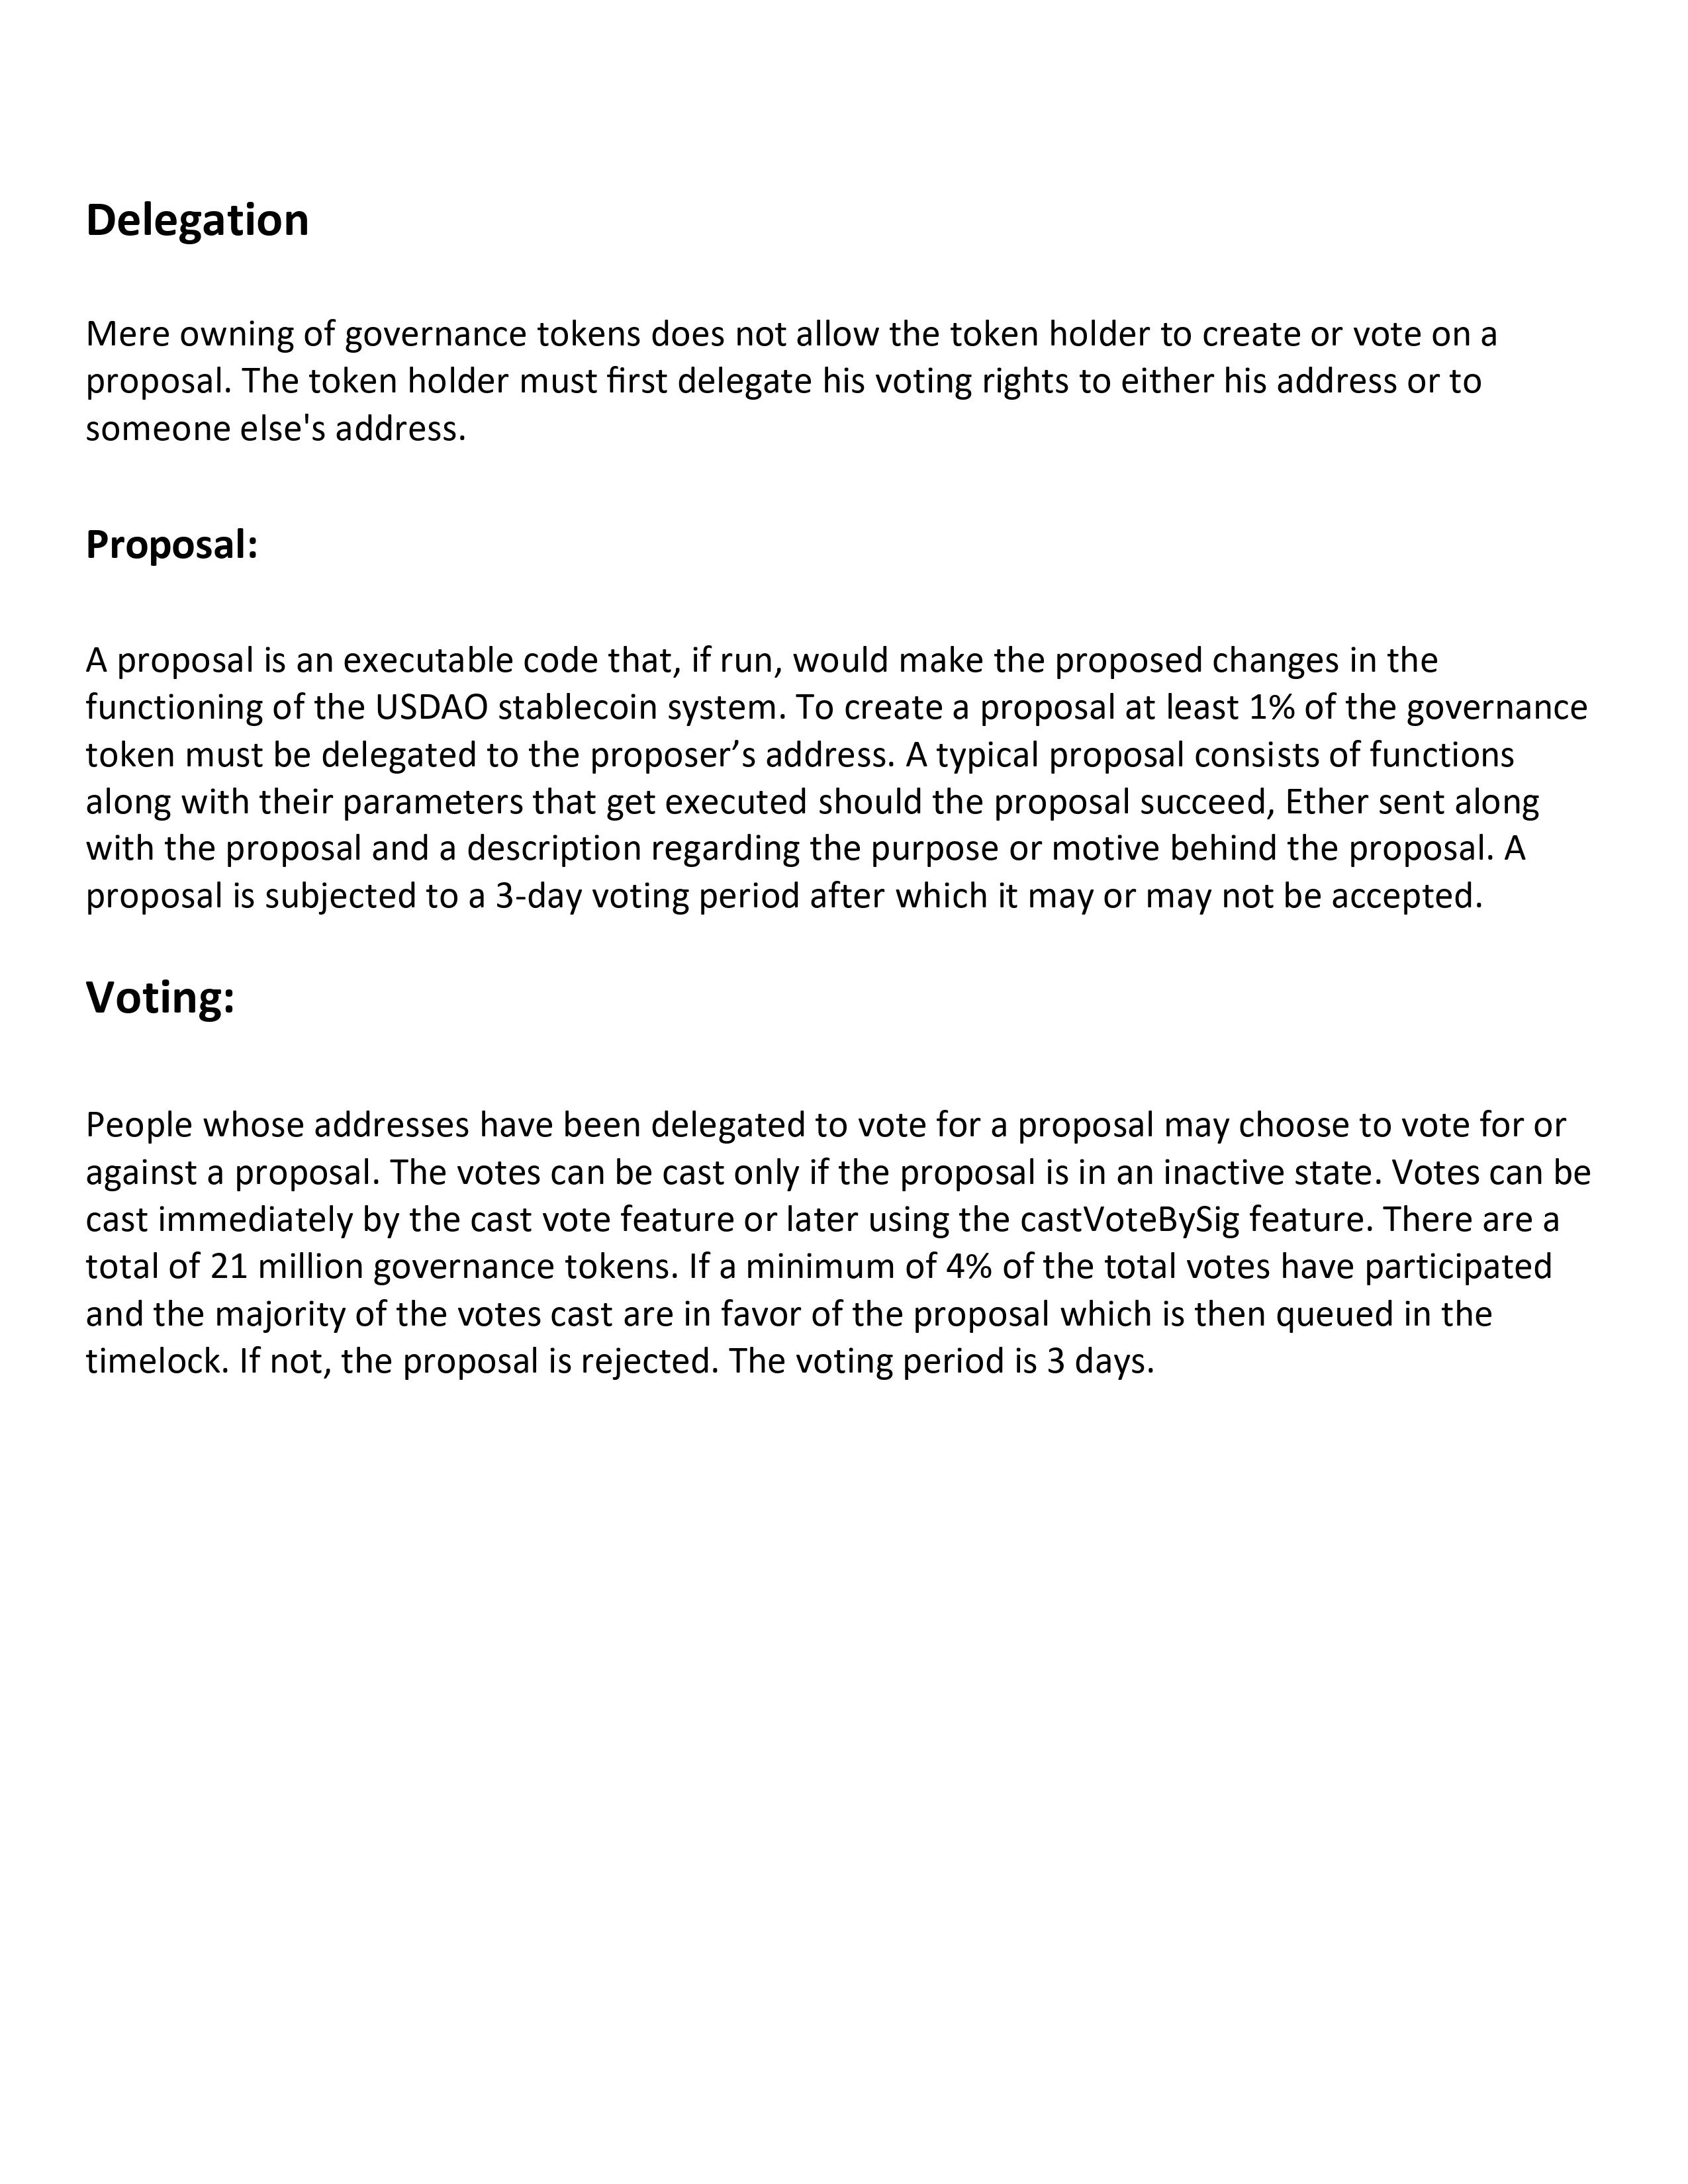 Delegation
Mere owning of governance tokens does not allow the token holder to create or vote on a
proposal. The token holder must first delegate his voting rights to either his address or to
someone else's address.
Proposal:
A proposal is an executable code that, if run, would make the proposed changes in the
functioning of the USDAO stablecoin system. To create a proposal at least 1% of the governance
token must be delegated to the proposer’s address. A typical proposal consists of functions
along with their parameters that get executed should the proposal succeed, Ether sent along
with the proposal and a description regarding the purpose or motive behind the proposal. A
proposal is subjected to a 3-day voting period after which it may or may not be accepted.
Voting:
People whose addresses have been delegated to vote for a proposal may choose to vote for or
against a proposal. The votes can be cast only if the proposal is in an inactive state. Votes can be
cast immediately by the cast vote feature or later using the castVoteBySig feature. There are a
total of 21 million governance tokens. If a minimum of 4% of the total votes have participated
and the majority of the votes cast are in favor of the proposal which is then queued in the
timelock. If not, the proposal is rejected. The voting period is 3 days.